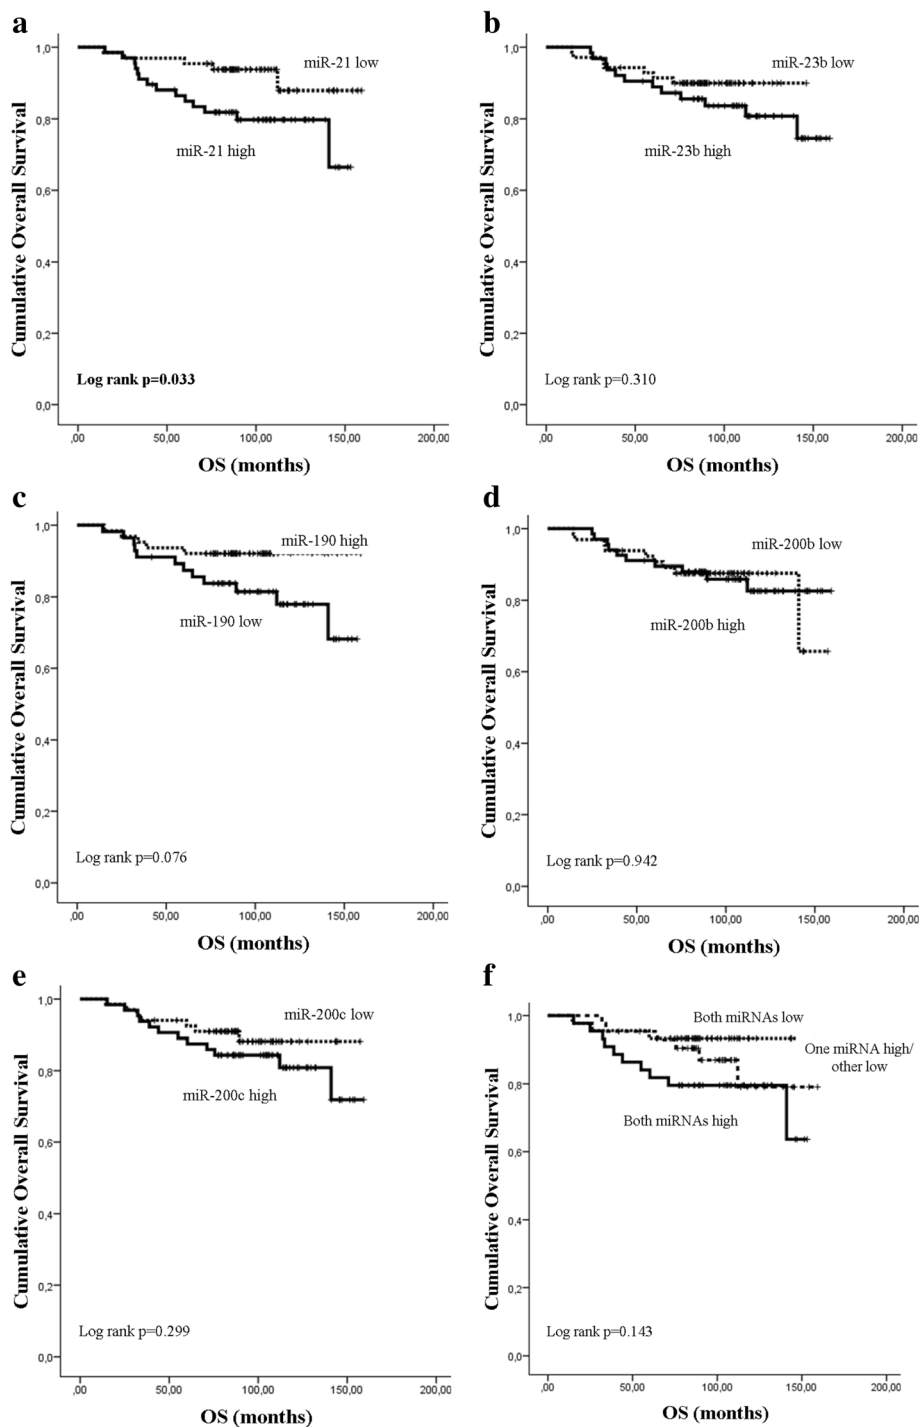 a
1,0
0,8
0,6
0,4
0,2
0,0
Cumulative Overall Survival
miR-21 low
miR-21 high
Log rank p=0.033
,00 50,00 100,00 150,00 200,00
OS (months)
b
1,0
0,8
0,6
0,4
0,2
0,0
Cumulative Overall Survival
miR-23b low
miR-23b high
Log rank p=0.310
,00 50,00 100,00 150,00 200,00
OS (months)
c
1,0
0,8
0,6
0,4
0,2
0,0
Cumulative Overall Survival
miR-190 high
miR-190 low
Log rank p=0.076
,00 50,00 100,00 150,00 200,00
OS (months)
d
1,0
0,8
0,6
0,4
0,2
0,0
Cumulative Overall Survival
miR-200b low
miR-200b high
Log rank p=0.942
,00 50,00 100,00 150,00 200,00
OS (months)
e
1,0
0,8
0,6
0,4
0,2
0,0
Cumulative Overall Survival
miR-200c low
miR-200c high
Log rank p=0.299
,00 50,00 100,00 150,00 200,00
OS (months)
f
1,0
0,8
0,6
0,4
0,2
0,0
Cumulative Overall Survival
Both miRNAs low
One miRNA high/
other low
Both miRNAs high
Log rank p=0.143
,00 50,00 100,00 150,00 200,00
OS (months)